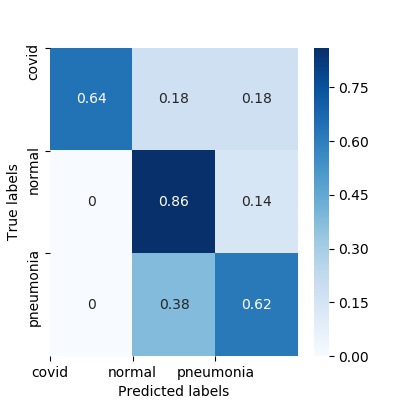 covid
0.64 0.18 0.18
normal
0 0.86 0.14
pneumonia
0 0.38 0.62
True labels
covid normal pneumonia
Predicted labels
0.75
0.60
0.45
0.30
0.15
0.00